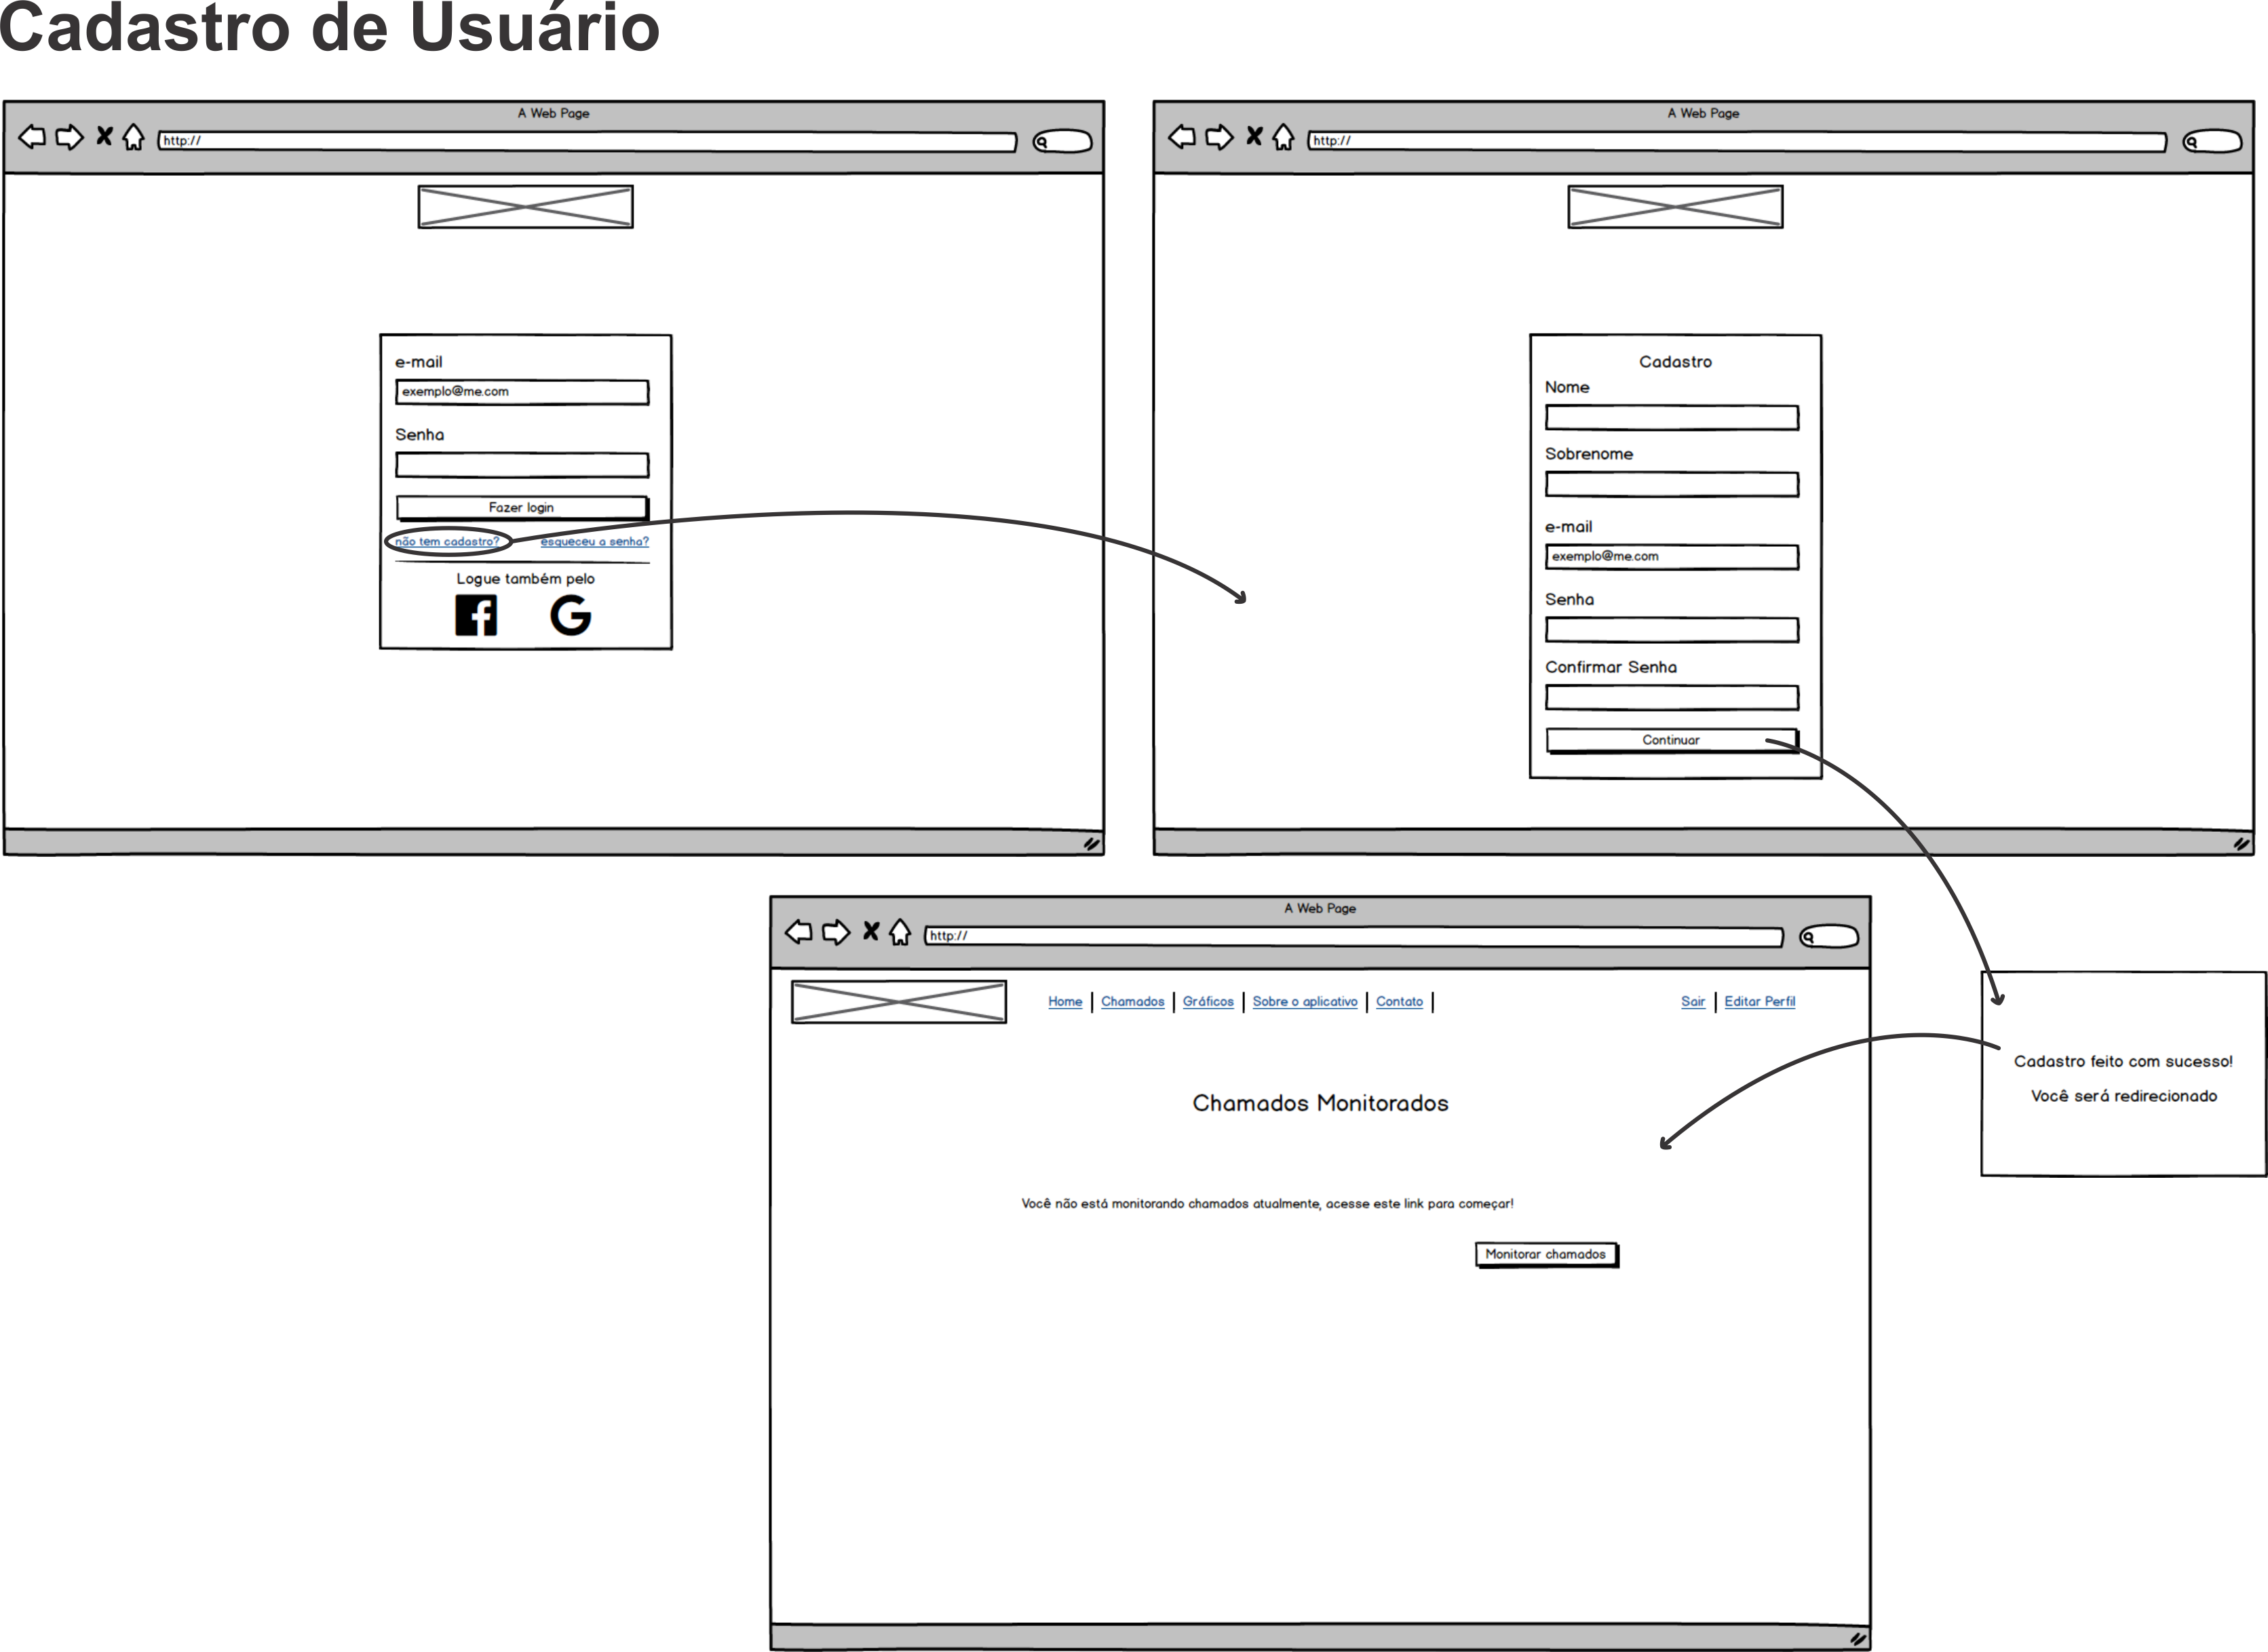 Cadastro de Usuário
A Web Page
http://
e-mail
exemplo@me.com
Senha
Fazer login
não tem cadastro? esqueceu a senha?
Logue também pelo
A Web Page
http://
Cadastro
Nome
Sobrenome
e-mail
exemplo@me.com
Senha
Confirmar Senha
Continuar
Cadastro feito com sucesso!
Você será redirecionado
A Web Page
http://
Home | Chamados | Gráficos | Sobre o aplicativo | Contato | Sair | Editar Perfil
Chamados Monitorados
Você não está monitorando chamados atualmente, acesse este link para começar!
Monitorar chamados